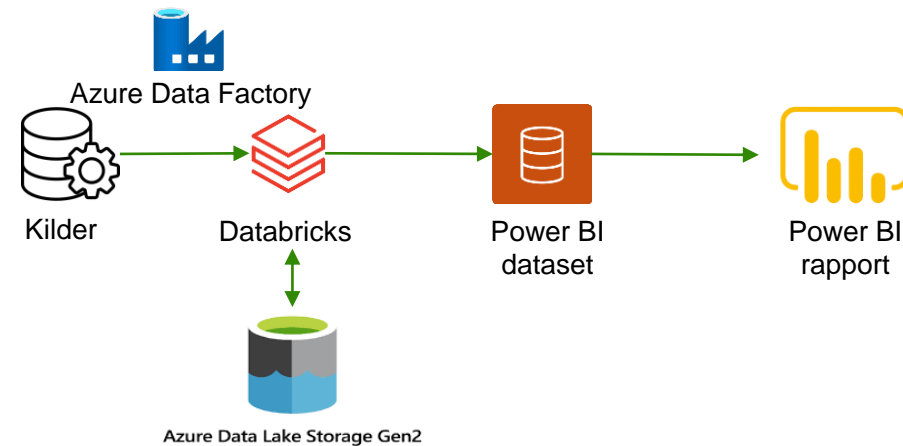 Azure Data Factory
Kilder
Databricks
Power BI
dataset
Power BI
rapport
Azure Data Lake Storage Gen2